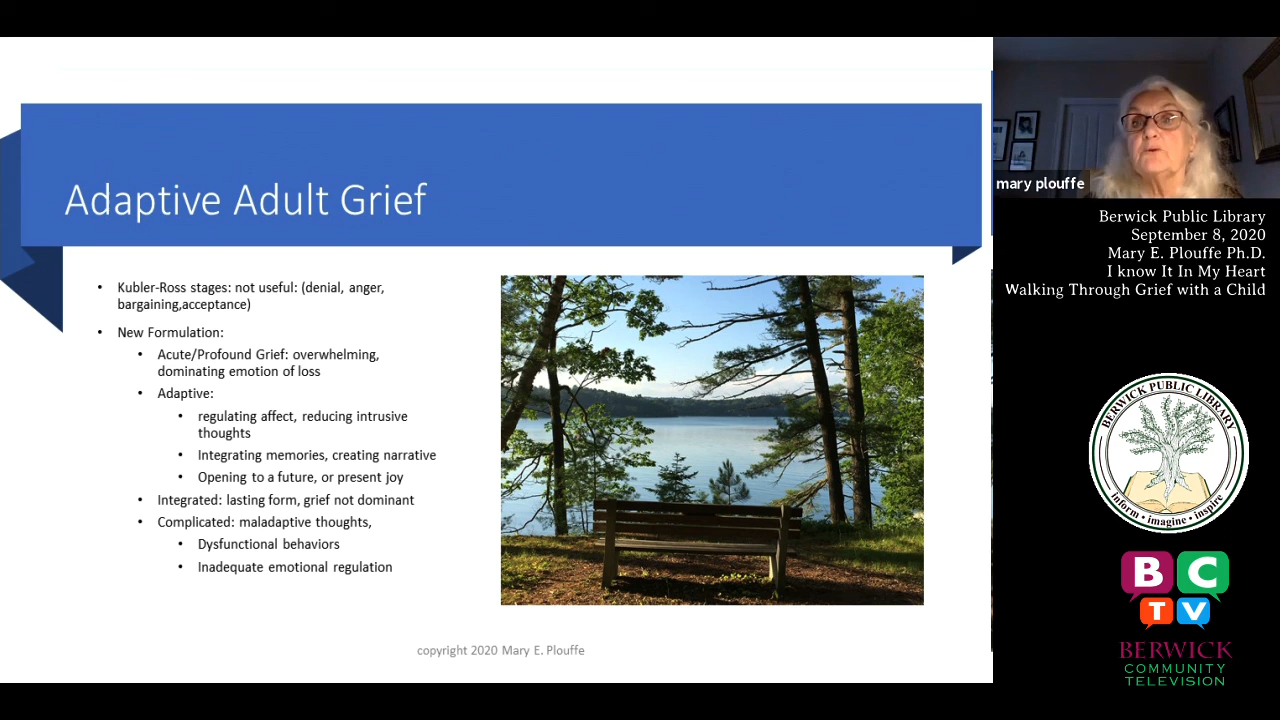 Adaptive Adult Grief
• Kubler-Ross stages: not useful: (denial, anger,
bargaining,acceptance)
• New Formulation:
• Acute/Profound Grief: overwhelming,
dominating emotion of loss
• Adaptive:
• regulating affect, reducing intrusive
thoughts
• Integrating memories, creating narrative
• Opening to a future, or present joy
• Integrated: lasting form, grief not dominant
• Complicated: maladaptive thoughts,
• Dysfunctional behaviors
• Inadequate emotional regulation
copyright 2020 Mary E. Plouffe
mary plouffe
Berwick Public Library
September 8, 2020
Mary E. Plouffe Ph.D.
I know It In My Heart
Walking Through Grief with a Child
BERWICK PUBLIC LIBRARY
inform • imagine • inspire
BC
TV
BERWICK
COMMUNITY
TELEVISION